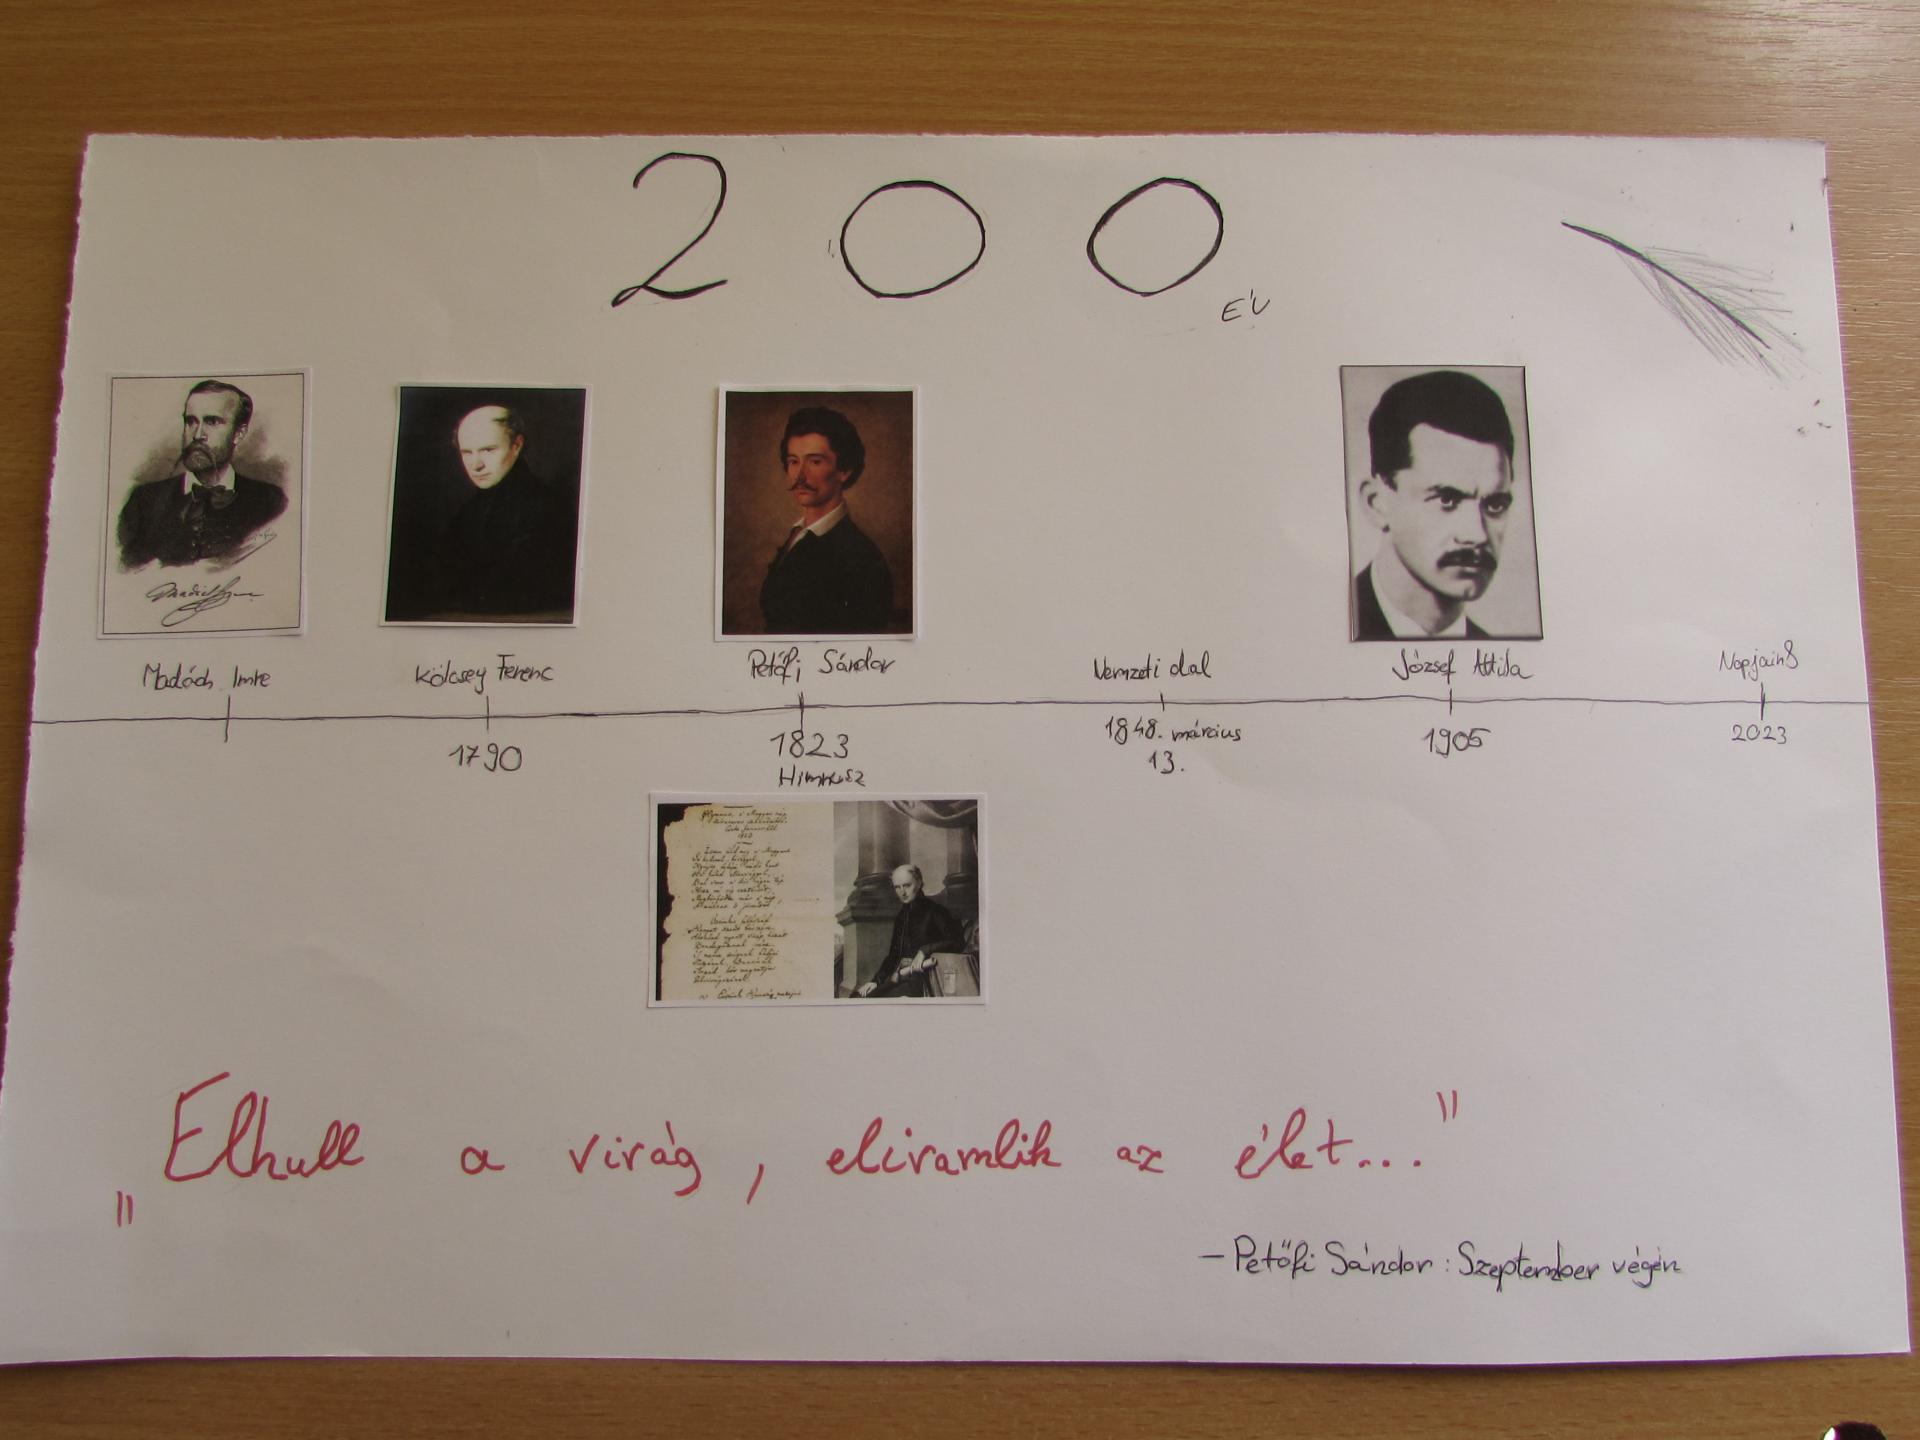 200
ÉV
Madách Imre
Kölcsey Ferenc
Petőfi Sándor
Nemzeti dal
József Attila
Napjaink
1790
1823
Himnusz
1848. március
13.
1905
2023
„Elhull a virág, eliramlik az élet..."
– Petőfi Sándor: Szeptember végén